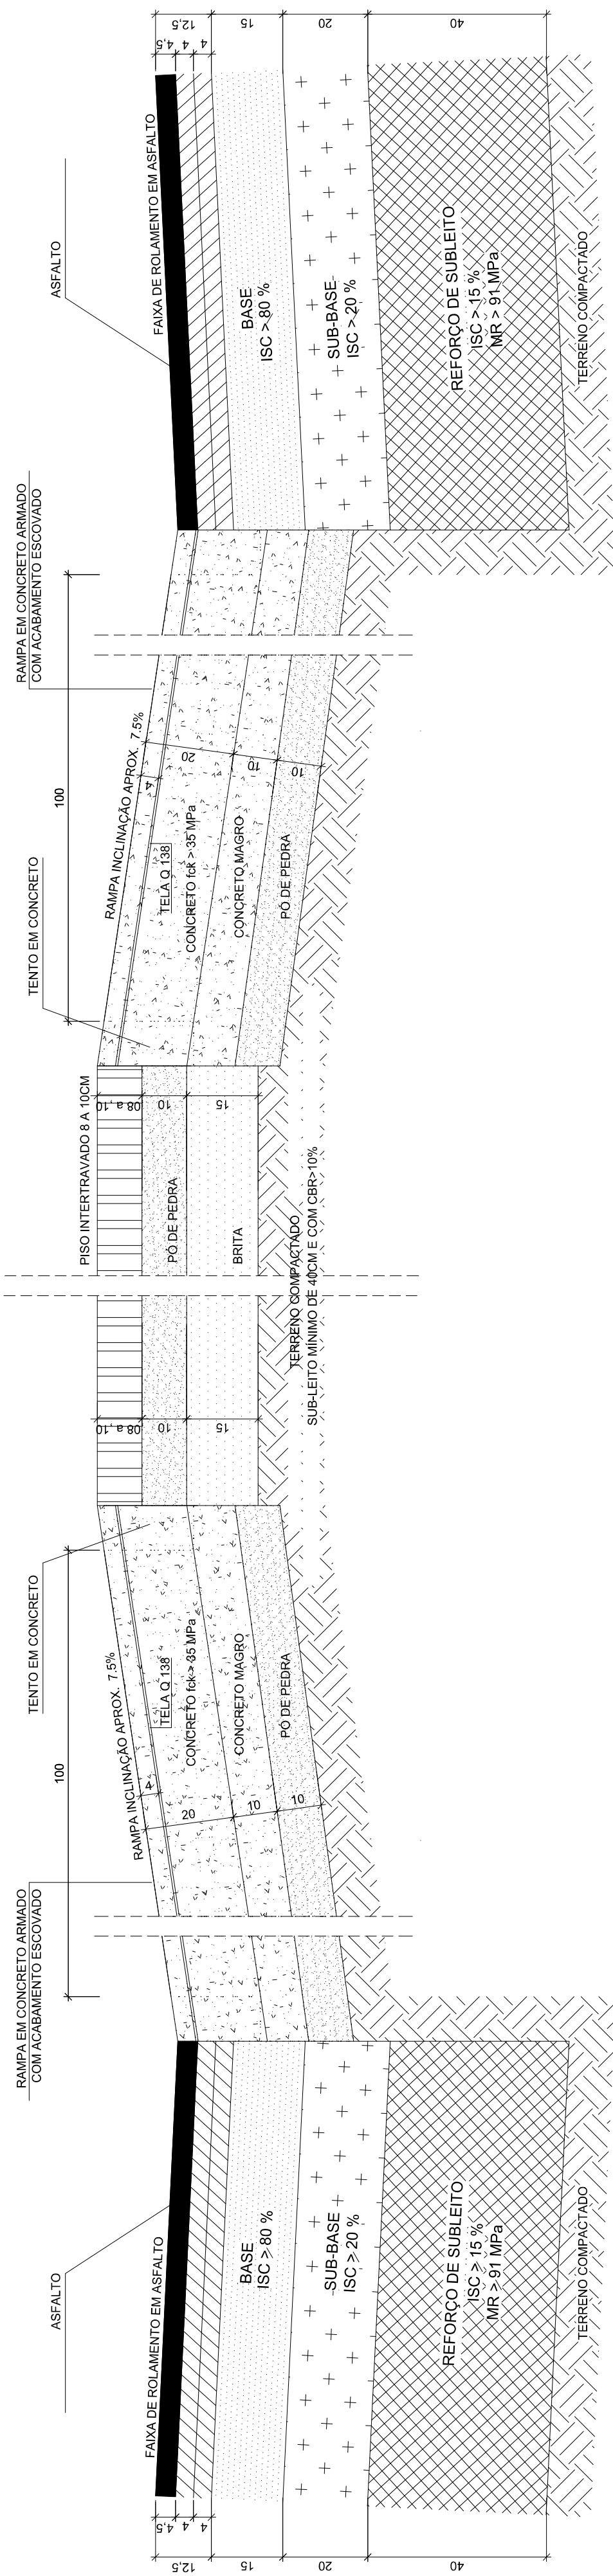 ASFALTO
FAIXA DE ROLAMENTO EM ASFALTO
BASE
ISC > 80 %
SUB-BASE
ISC > 20 %
REFORÇO DE SUBLEITO
ISC > 15 %
MR > 91 MPa
TERRENO COMPACTADO
4,5
4
4
12,5
15
20
40
RAMPA EM CONCRETO ARMADO
COM ACABAMENTO ESCOVADO
100
RAMPA INCLINAÇÃO APROX. 7.5%
TENTO EM CONCRETO
TELA Q 138
CONCRETO fck > 35 MPa
CONCRETO MAGRO
PÓ DE PEDRA
4
20
10
10
PISO INTERTRAVADO 8 A 10CM
PÓ DE PEDRA
BRITA
TERRENO COMPACTADO
SUB-LEITO MÍNIMO DE 40CM E COM CBR>10%
08 a 10
10
15
08 a 10
10
15
TENTO EM CONCRETO
100
RAMPA INCLINAÇÃO APROX. 7.5%
RAMPA EM CONCRETO ARMADO
COM ACABAMENTO ESCOVADO
TELA Q 138
CONCRETO fck > 35 MPa
CONCRETO MAGRO
PÓ DE PEDRA
4
20
10
10
ASFALTO
FAIXA DE ROLAMENTO EM ASFALTO
BASE
ISC > 80 %
SUB-BASE
ISC > 20 %
REFORÇO DE SUBLEITO
ISC > 15 %
MR > 91 MPa
TERRENO COMPACTADO
4,5
4
4
12,5
15
20
40